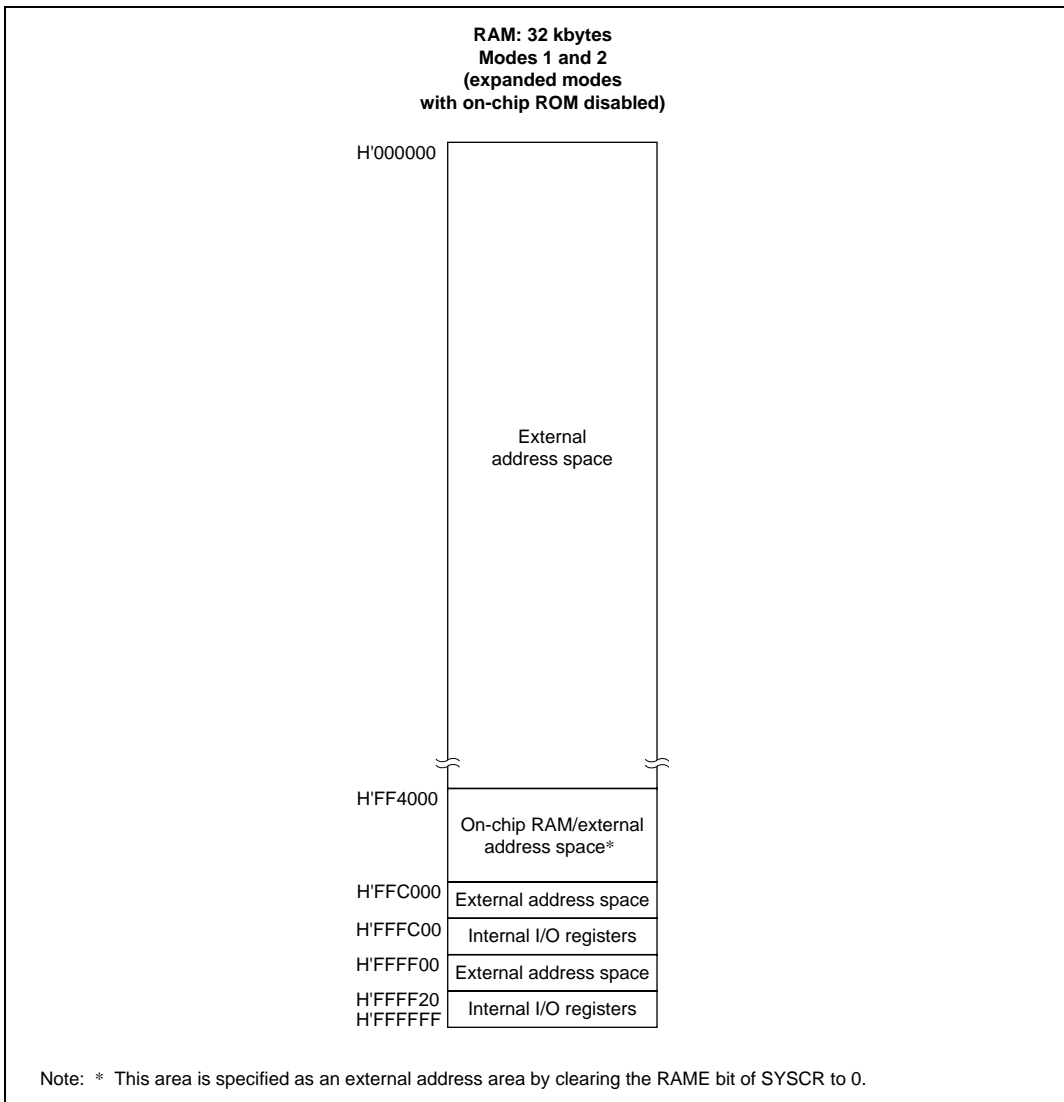 RAM: 32 kbytes
Modes 1 and 2
(expanded modes
with on-chip ROM disabled)
H'000000
External
address space
H'FF4000
On-chip RAM/external
address space*
H'FFC000
External address space
H'FFFC00
Internal I/O registers
H'FFFF00
External address space
H'FFFF20
Internal I/O registers
H'FFFFFF
Note: * This area is specified as an external address area by clearing the RAME bit of SYSCR to 0.